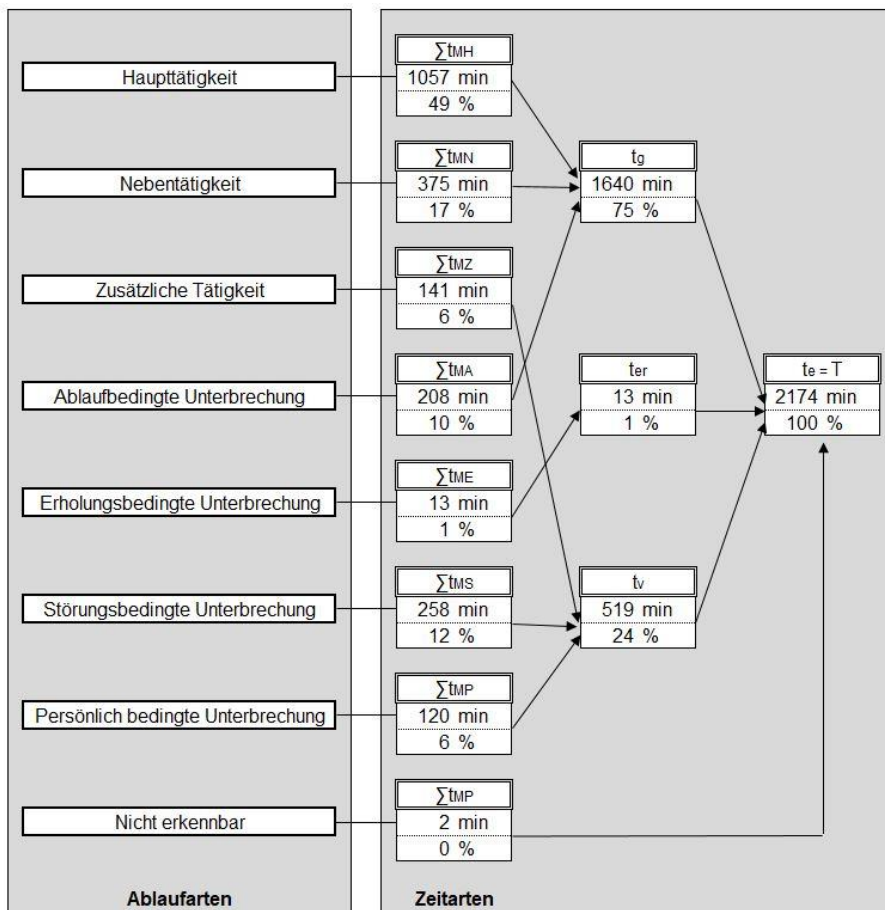 ∑tMH
Haupttätigkeit
1057 min
49 %
∑tMN
tg
Nebentätigkeit
375 min
1640 min
17 %
75 %
∑tMZ
Zusätzliche Tätigkeit
141 min
6 %
∑tMA
ter
te = T
Ablaufbedingte Unterbrechung
208 min
13 min
2174 min
10 %
1 %
100 %
∑tME
Erholungsbedingte Unterbrechung
13 min
1 %
∑tMS
tv
Störungsbedingte Unterbrechung
258 min
519 min
12 %
24 %
∑tMP
Persönlich bedingte Unterbrechung
120 min
6 %
∑tMP
Nicht erkennbar
2 min
0 %
Ablaufarten
Zeitarten